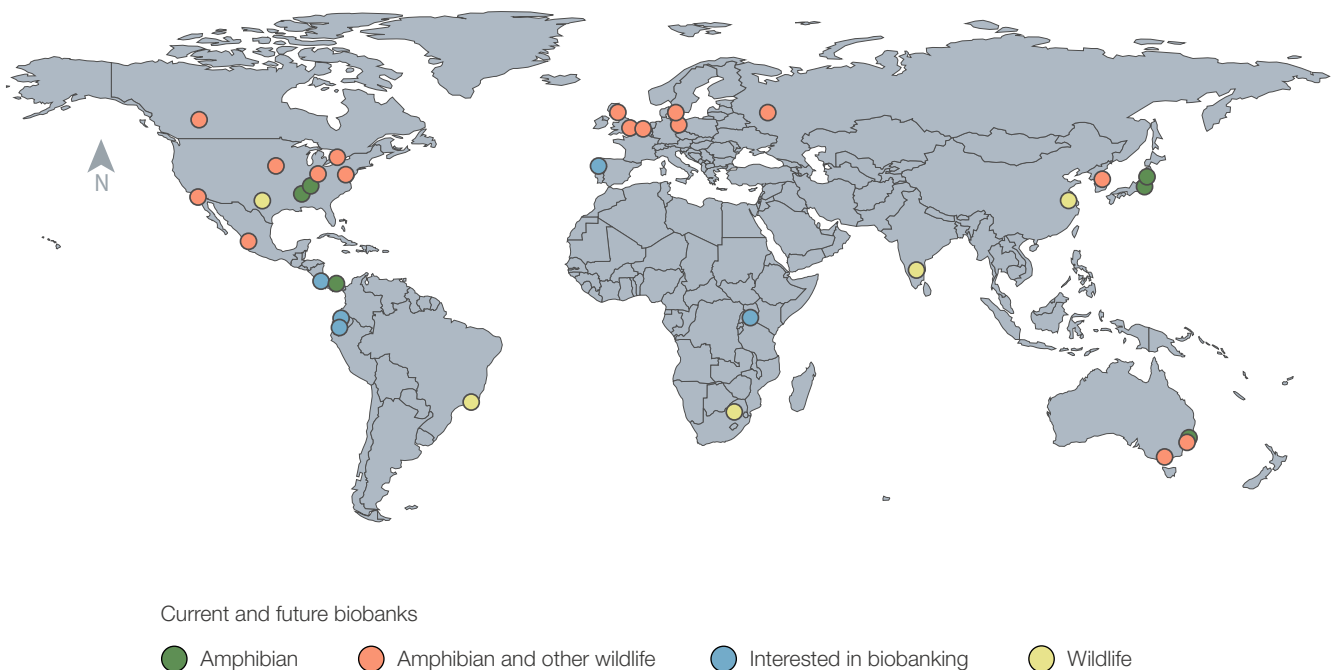 N
Current and future biobanks
Amphibian Amphibian and other wildlife Interested in biobanking Wildlife